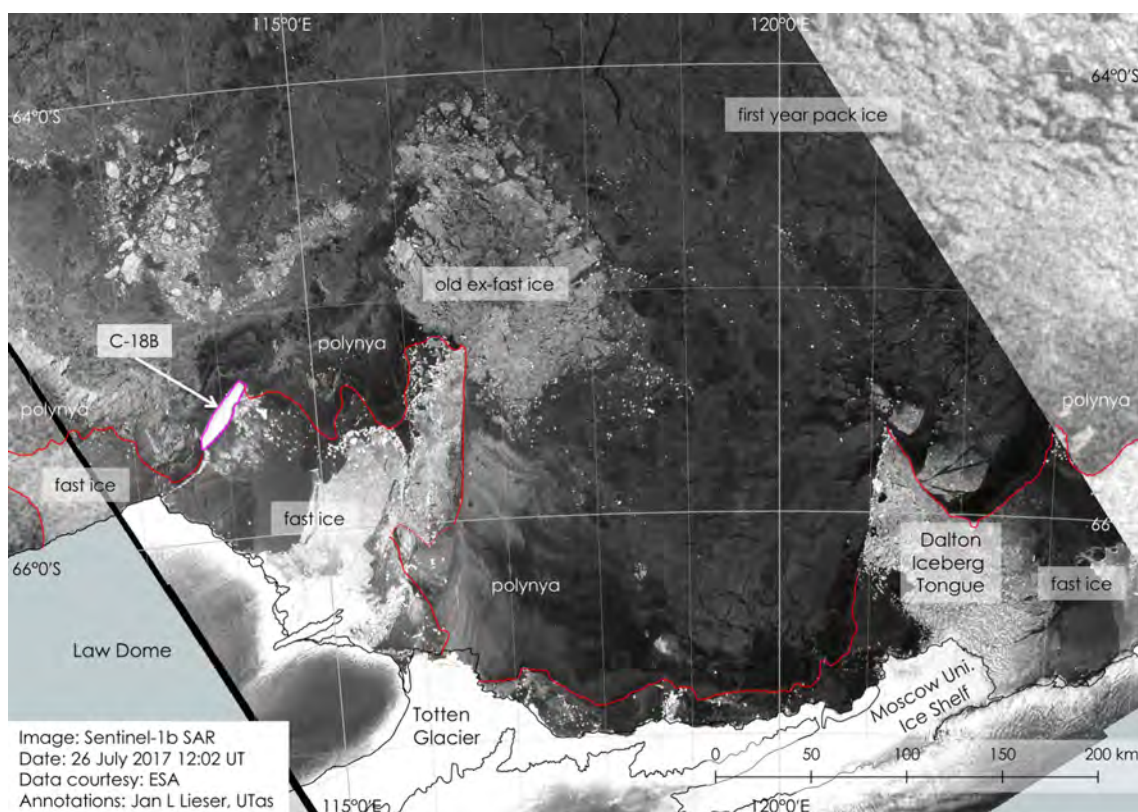 115°0'E
120°0'E
64°0'S
64°0'S
first year pack ice
old ex-fast ice
C-18B
polynya
polynya
polynya
fast ice
fast ice
66°0'S
66°
Dalton
Iceberg
Tongue
fast ice
polynya
Law Dome
Totten
Glacier
Moscow Uni.
Ice Shelf
Image: Sentinel-1b SAR
Date: 26 July 2017 12:02 UT
Data courtesy: ESA
Annotations: Jan L Lieser, UTas
0 50 100 150 200 km
115°0'E
120°0'E